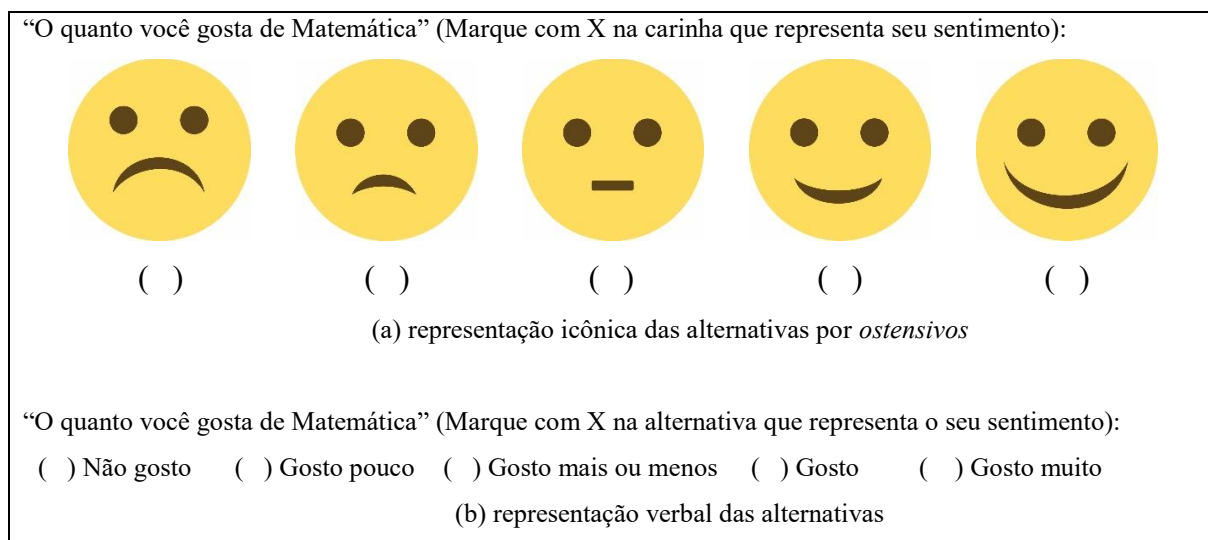 “O quanto você gosta de Matemática” (Marque com X na carinha que representa seu sentimento):
( ) ( ) ( ) ( ) ( )
(a) representação icônica das alternativas por ostensivos
“O quanto você gosta de Matemática” (Marque com X na alternativa que representa o seu sentimento):
( ) Não gosto ( ) Gosto pouco ( ) Gosto mais ou menos ( ) Gosto ( ) Gosto muito
(b) representação verbal das alternativas